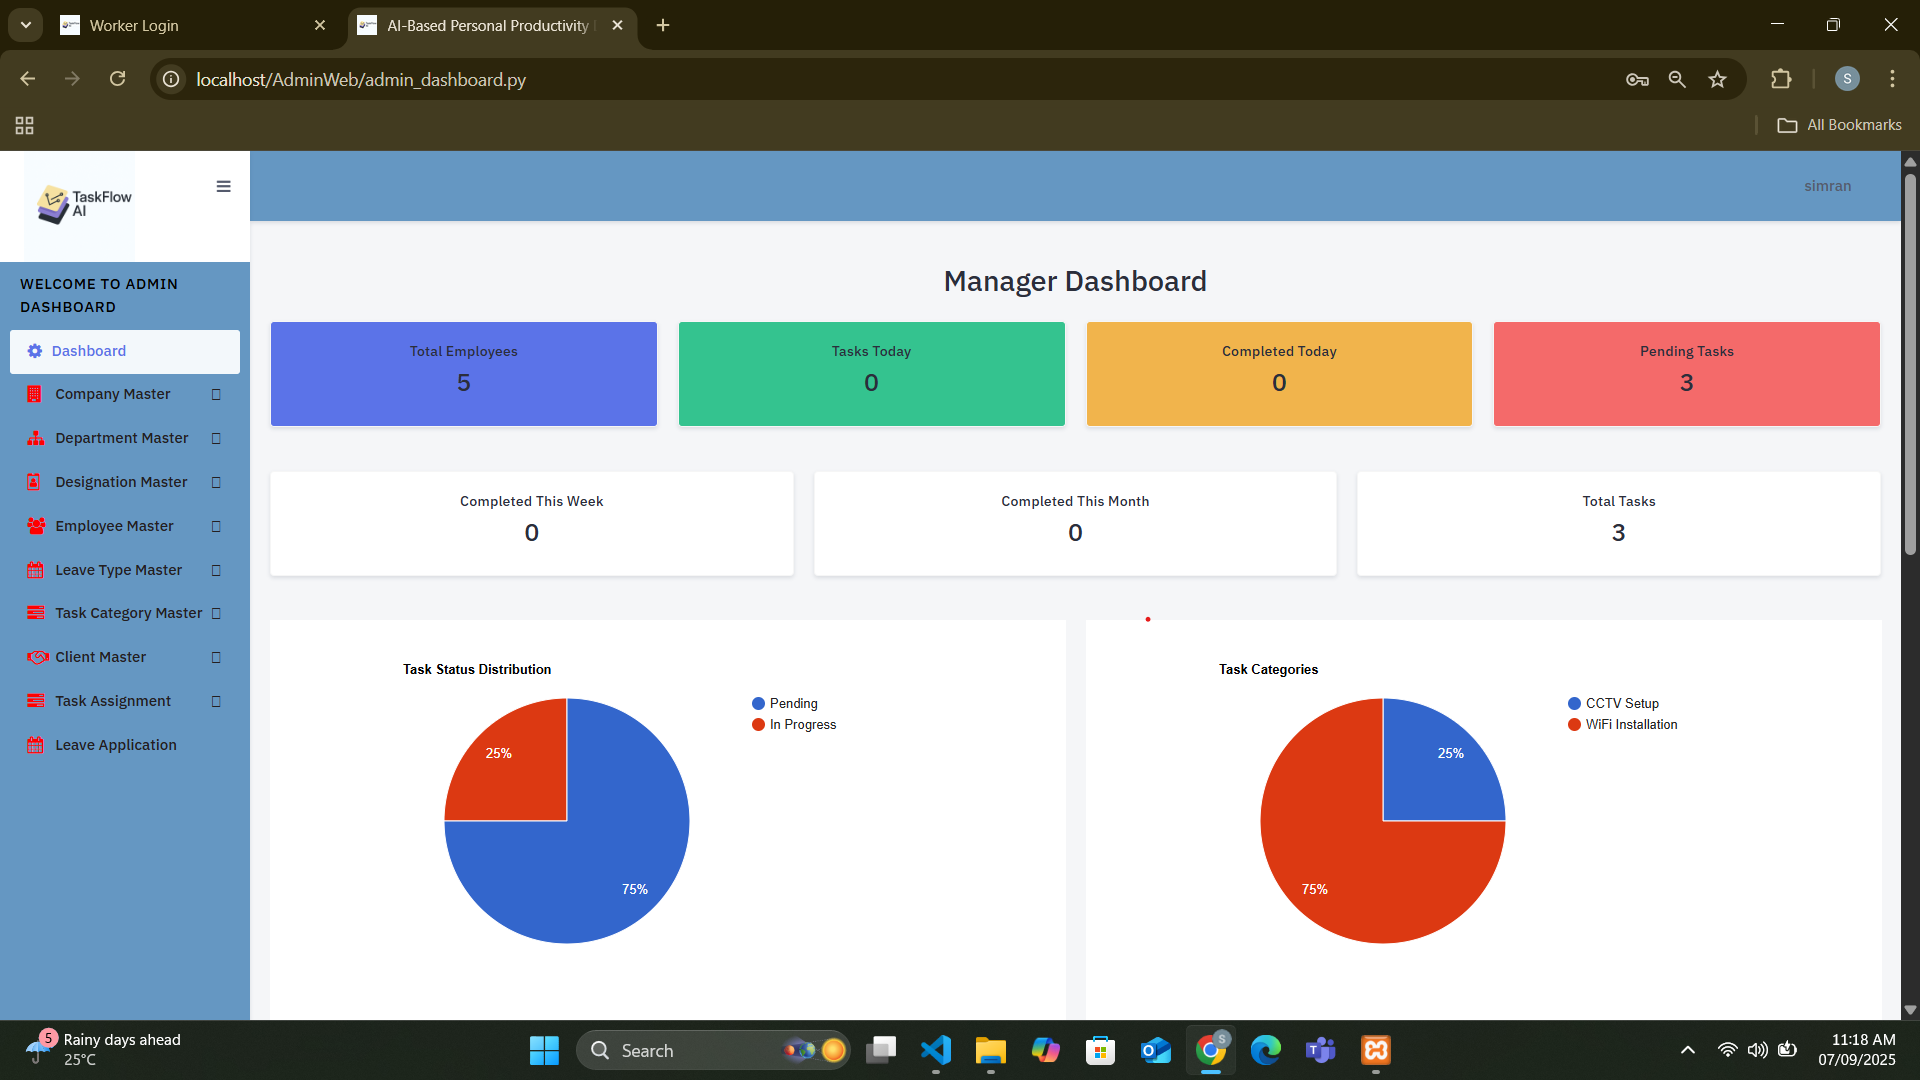 Worker Login
AI-Based Personal Productivity
localhost/AdminWeb/admin_dashboard.py
S
All Bookmarks
TaskFlow
AI
simran
WELCOME TO ADMIN
DASHBOARD
Dashboard
Company Master
Department Master
Designation Master
Employee Master
Leave Type Master
Task Category Master
Client Master
Task Assignment
Leave Application
Manager Dashboard
Total Employees
5
Tasks Today
0
Completed Today
0
Pending Tasks
3
Completed This Week
0
Completed This Month
0
Total Tasks
3
Task Status Distribution
Pending
In Progress
25%
75%
Task Categories
CCTV Setup
WiFi Installation
25%
75%
5
Rainy days ahead
25°C
Search
S
11:18 AM
07/09/2025